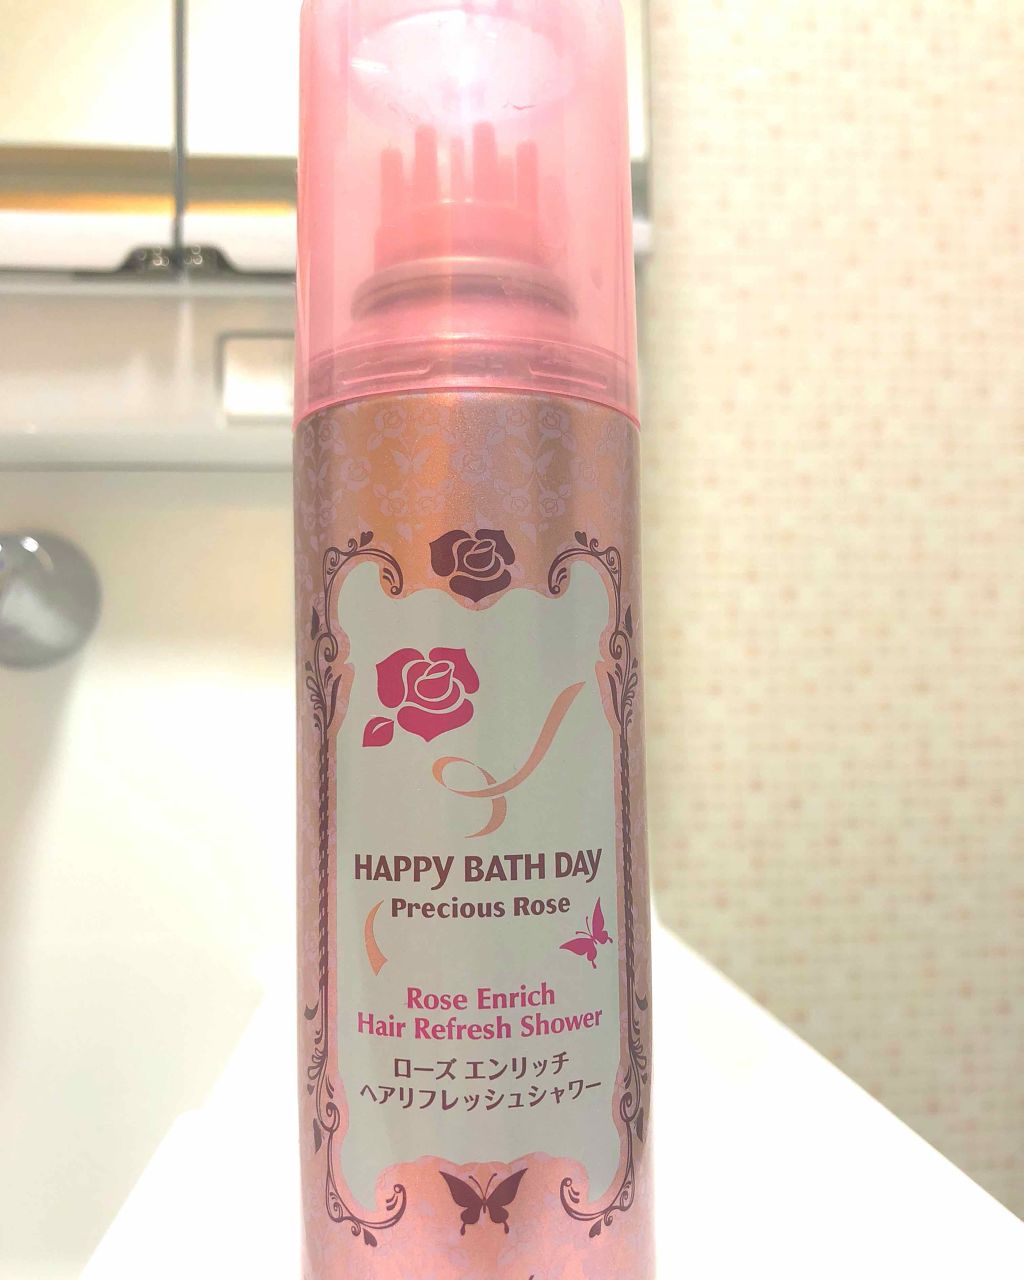 HAPPY BATH DAY
Precious Rose
Rose Enrich
Hair Refresh Shower
ローズ エンリッチ
ヘアリフレッシュシャワー